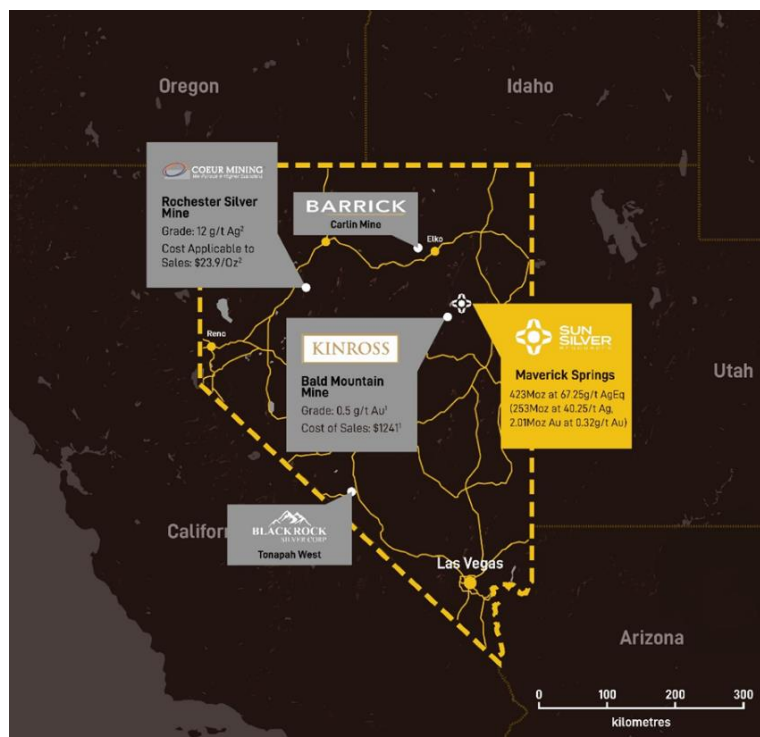 Oregon
Idaho
COEUR MINING
Rochester Silver
Mine
Grade: 12 g/t Ag²
Cost Applicable to
Sales: $23.9/Oz²
BARRICK
Carlin Mine
Elko
Reno
KINROSS
Bald Mountain
Mine
Grade: 0.5 g/t Au¹
Cost of Sales: $1241¹
SUN
SILVER
Maverick Springs
423Moz at 67.25g/t AgEq
(253Moz at 40.25/t Ag,
2.01Moz Au at 0.32g/t Au)
Utah
Californ
BLACKROCK
SILVER CORP
Tonapah West
Las Vegas
Arizona
0 100 200 300
kilometres